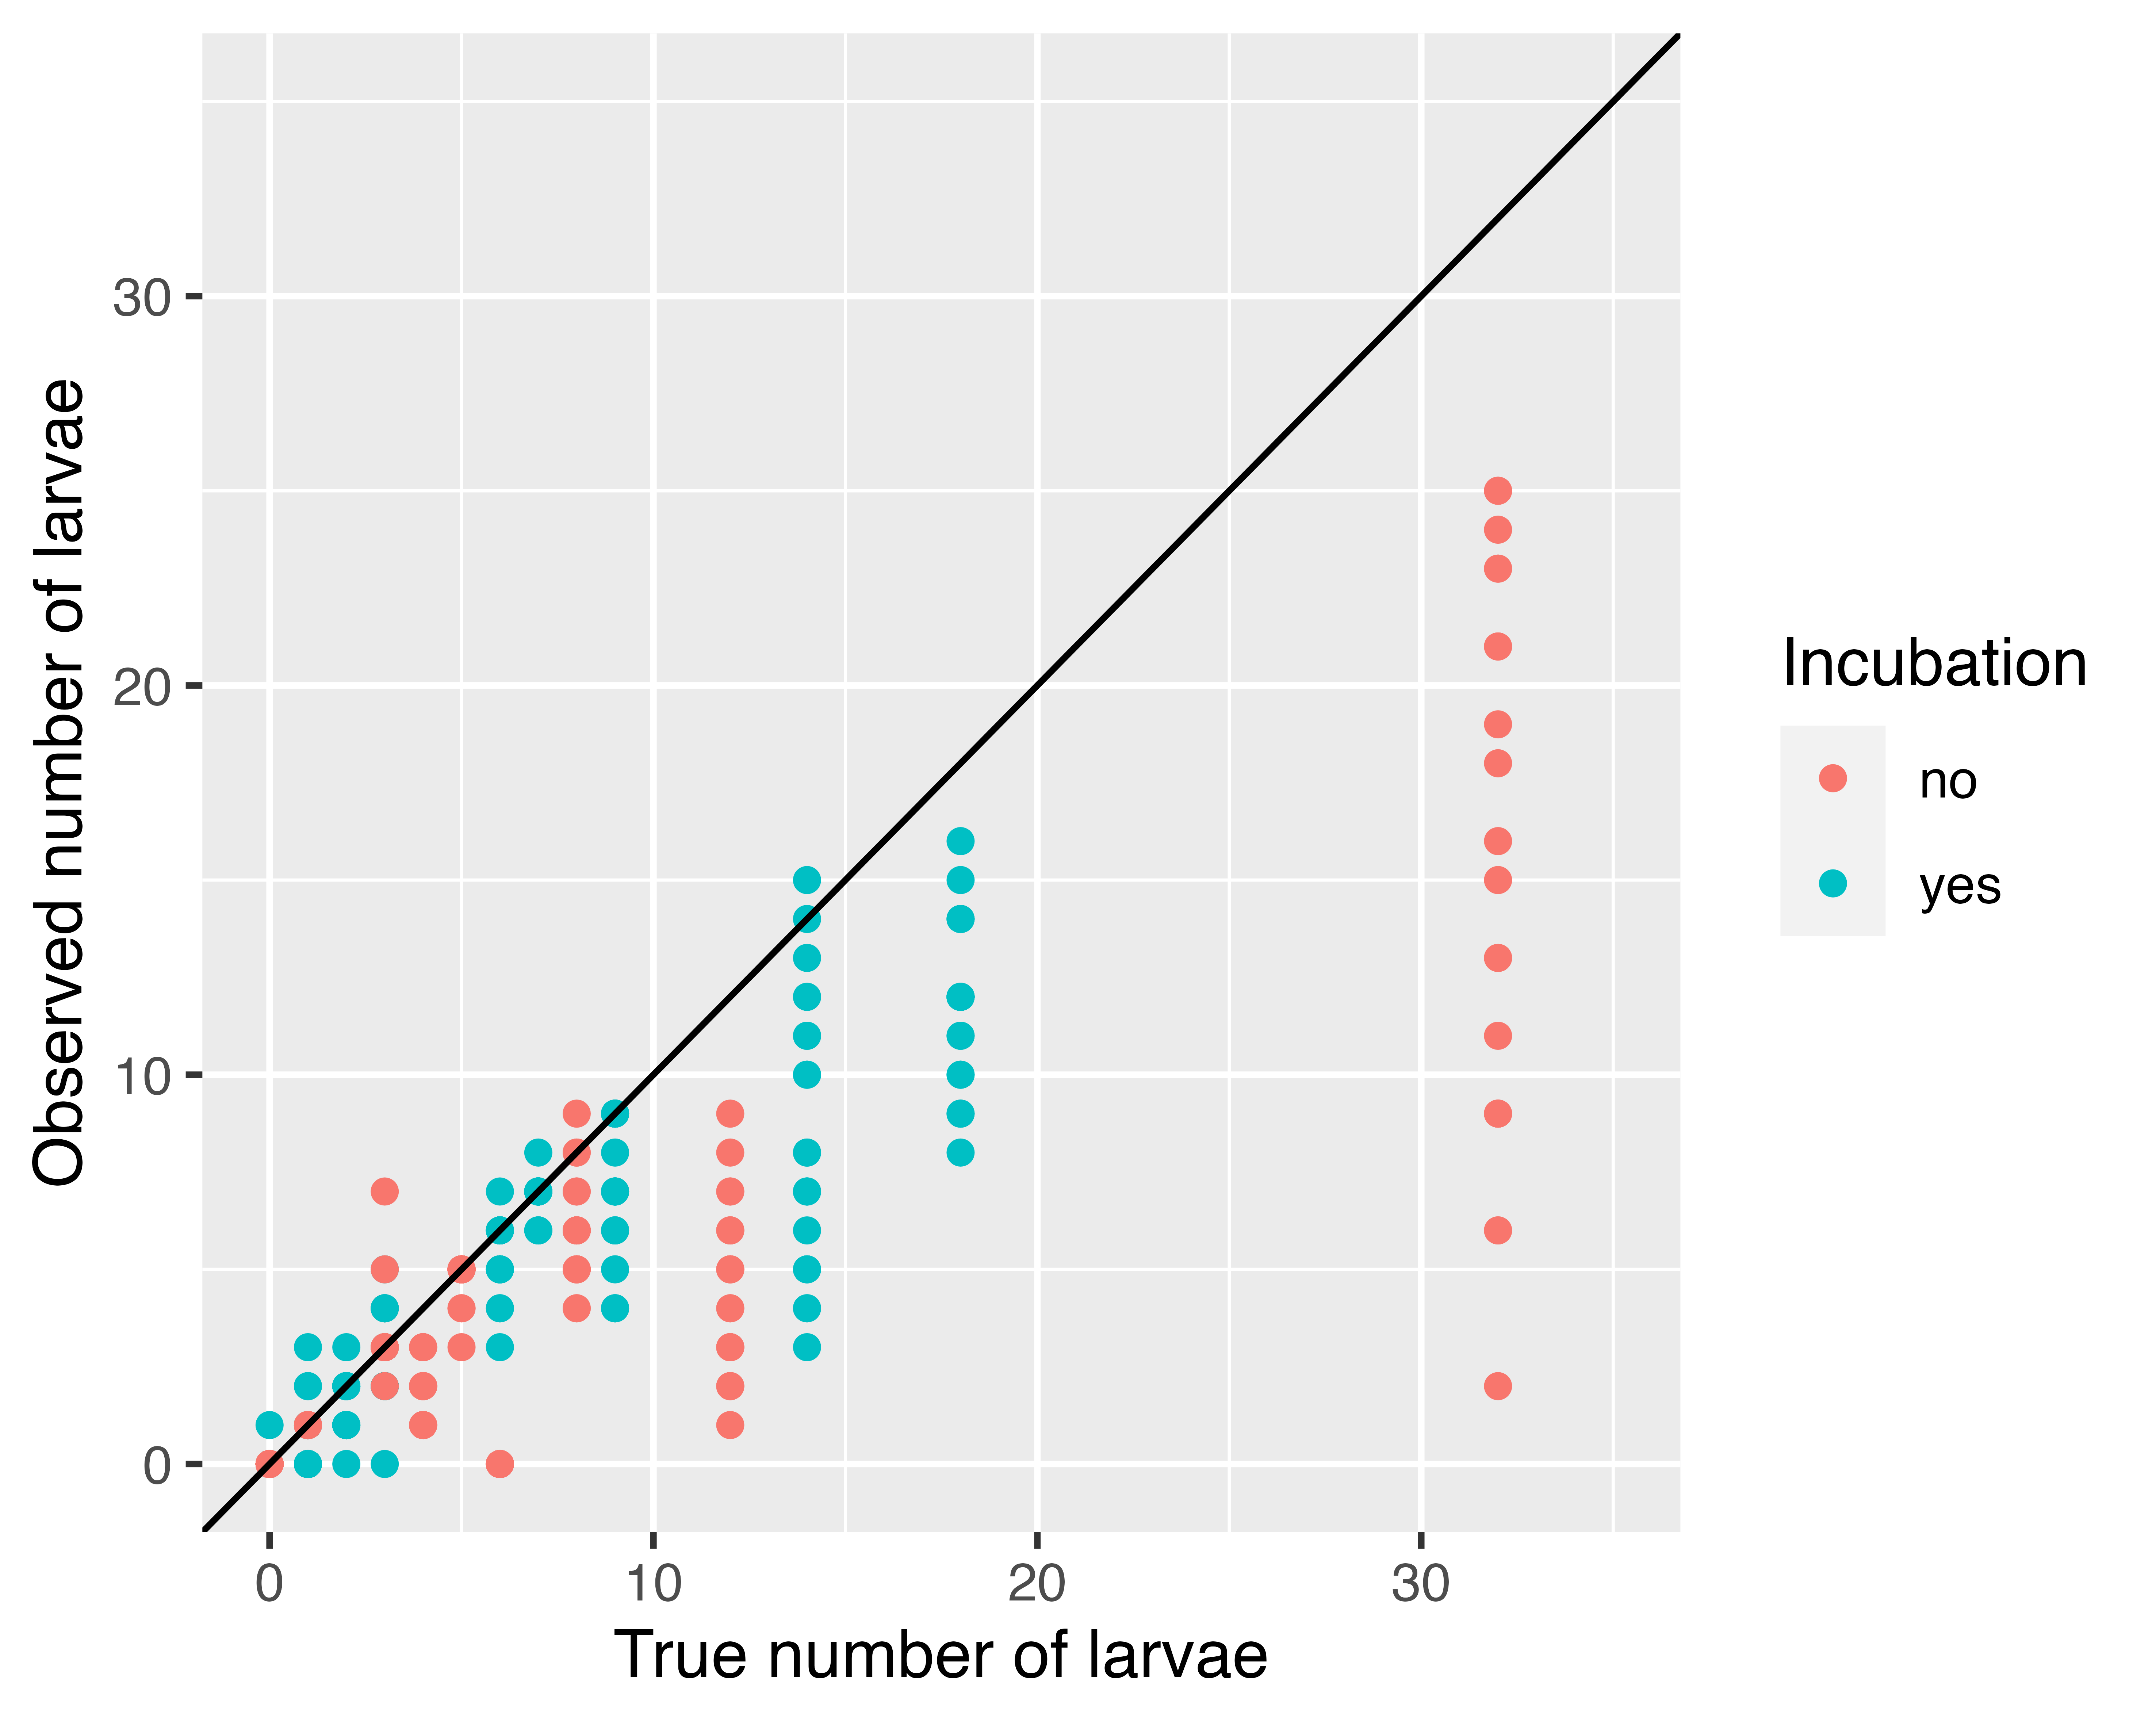 Observed number of larvae
30
20
10
0
0 10 20 30
True number of larvae
Incubation
no
yes